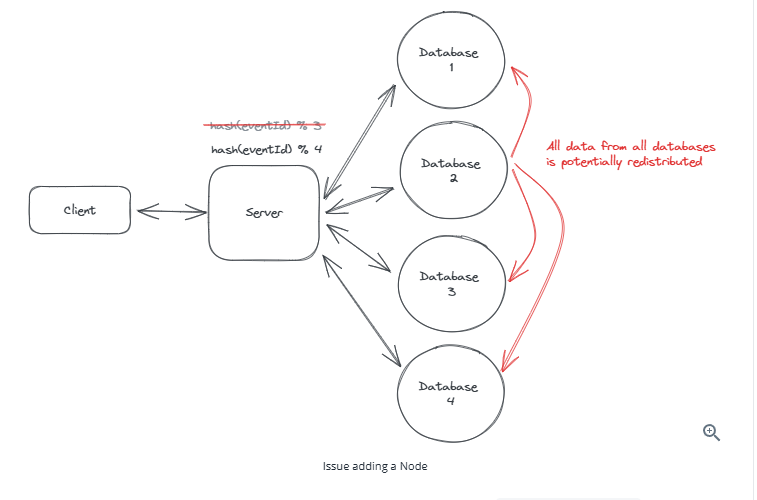 Database
1
hash(eventId) % 3
hash(eventId) % 4
All data from all databases
is potentially redistributed
Database
2
Client
Server
Database
3
Database
4
Issue adding a Node